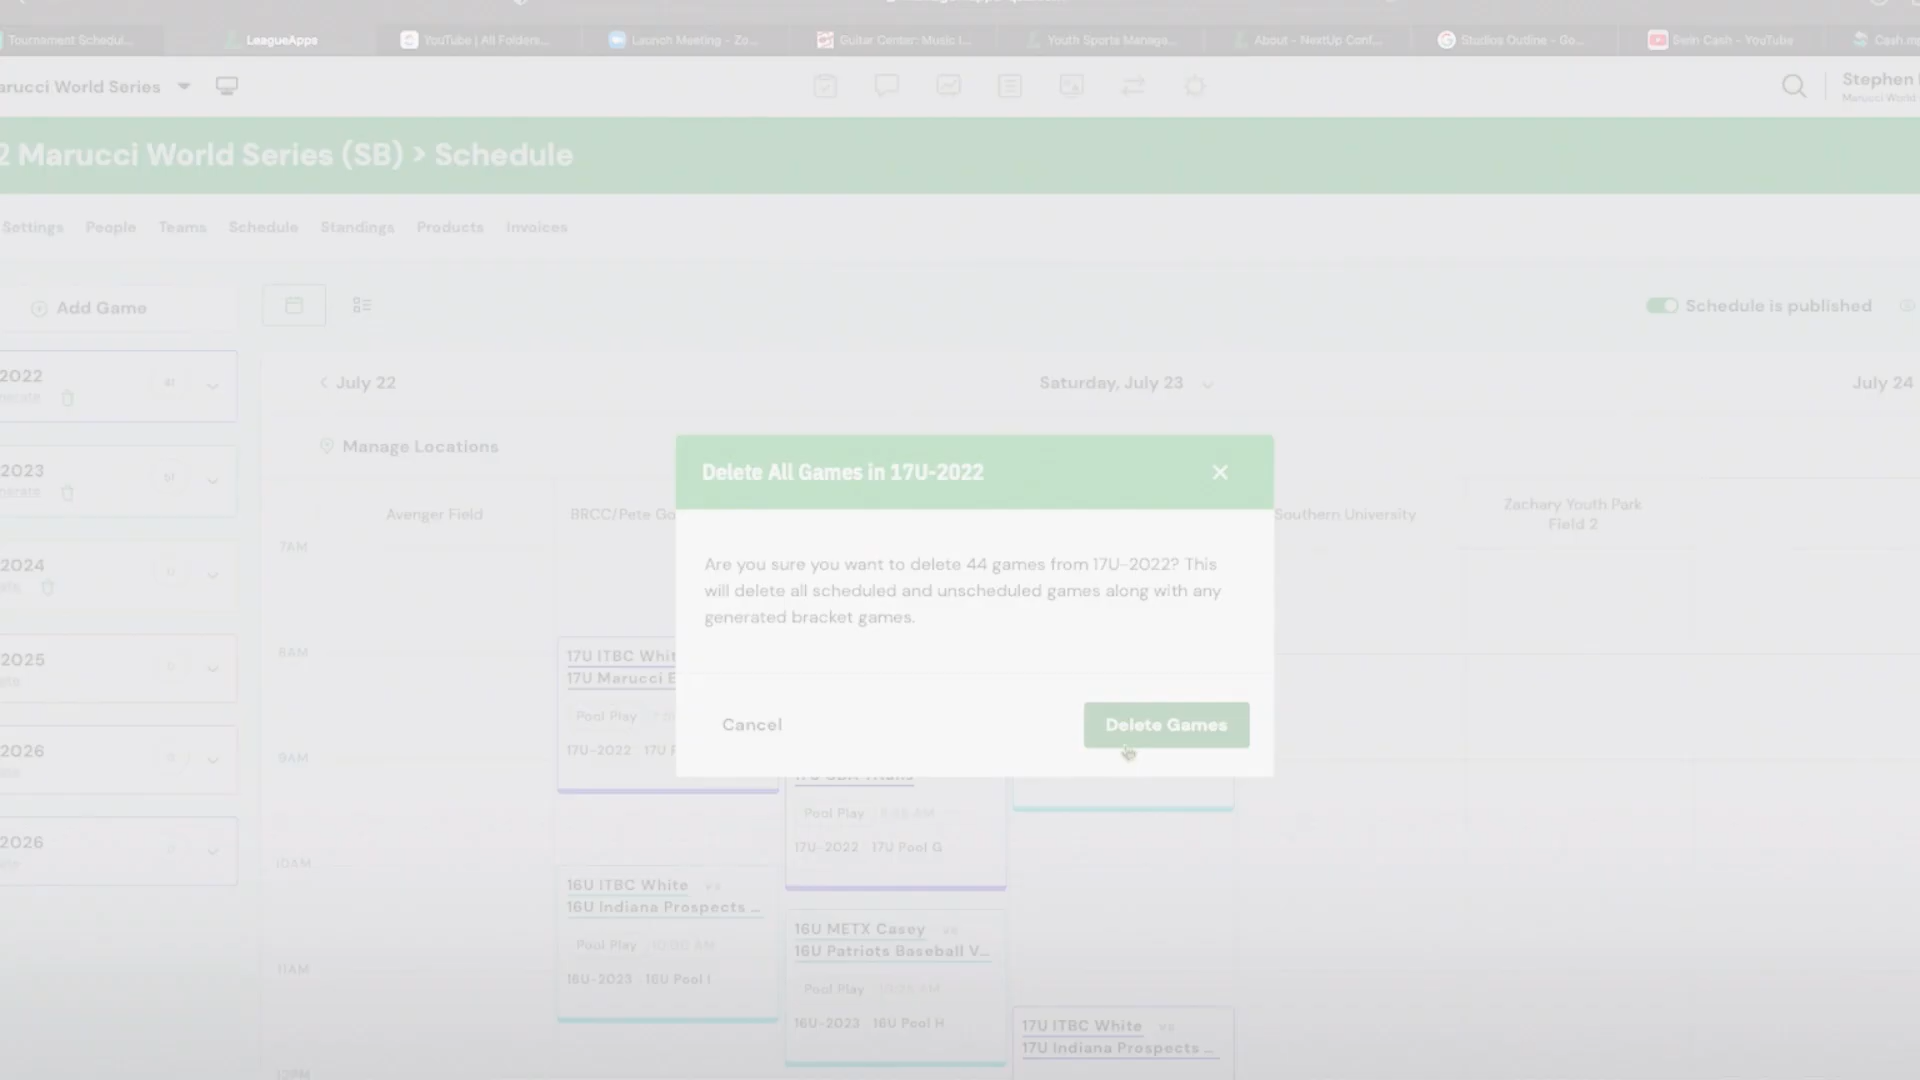 Tournament Schedul...
LeagueApps
YouTube | All Folders...
Launch Meeting - Zo...
Guitar Center: Music I...
Youth Sports Manage...
About - NextUp Conf...
Studios Outline - Go...
Swin Cash - YouTube
Cash.m
arucci World Series
Stephen
Marucci World
2 Marucci World Series (SB) > Schedule
Settings
People
Teams
Schedule
Standings
Products
Invoices
Add Game
Schedule is published
2022
July 22
Saturday, July 23
July 24
Manage Locations
2023
Avenger Field
BRCC/Pete Go
Southern University
Zachary Youth Park
Field 2
7AM
2024
Delete All Games in 17U-2022
Are you sure you want to delete 44 games from 17U-2022? This
will delete all scheduled and unscheduled games along with any
generated bracket games.
Cancel
Delete Games
8AM
2025
17U ITBC Whit
17U Marucci E
Pool Play
17U-2022 17U
9AM
2026
Pool Play
17U-2022 17U Pool G
10AM
2026
16U ITBC White vs
16U Indiana Prospects ...
Pool Play 10:00 AM
16U-2023 16U Pool I
16U METX Casey vs
16U Patriots Baseball V...
Pool Play 10:25 AM
16U-2023 16U Pool H
11AM
17U ITBC White vs
17U Indiana Prospects ...
12PM